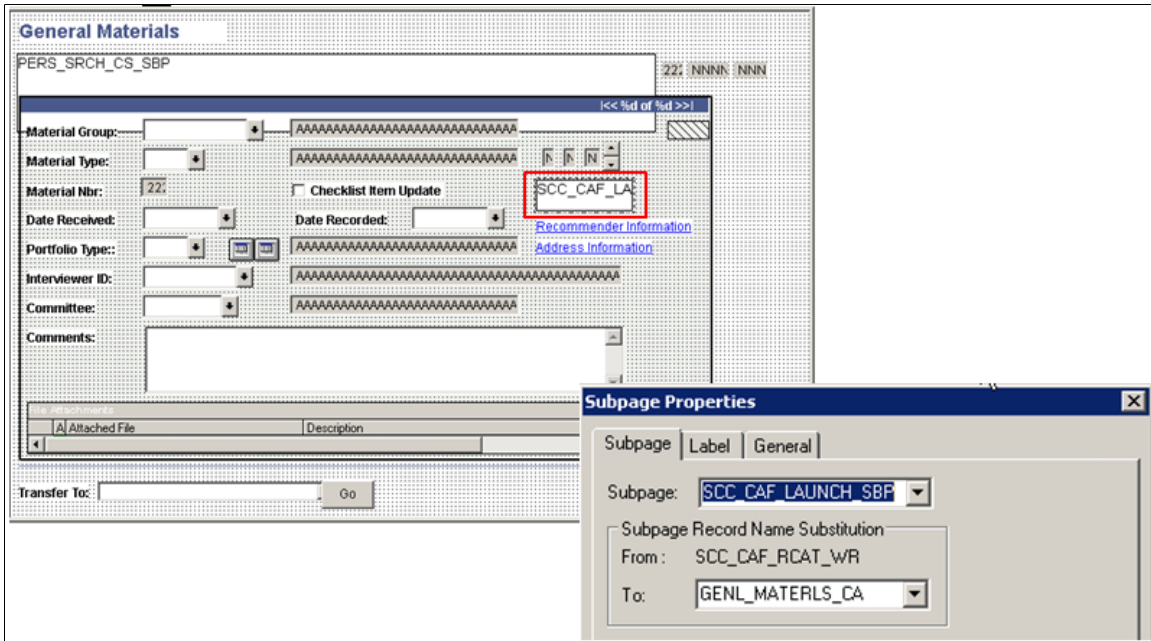 General Materials
PERS_SRCH_CS_SBP
22: NNNN NNN
|<< %d of %d >>|
Material Group:
AAAAAAAAAAAAAAAAAAAAAAAAAAAAAA
Material Type:
AAAAAAAAAAAAAAAAAAAAAAAAAAAAAA
N N N
Material Nbr: 22:
Checklist Item Update
SCC_CAF_LA
Date Received:
Date Recorded:
Recommender Information
Portfolio Type::
AAAAAAAAAAAAAAAAAAAAAAAAAAAAAA
Address Information
Interviewer ID:
AAAAAAAAAAAAAAAAAAAAAAAAAAAAAAAAAAAAAAAAAAAA
Committee:
AAAAAAAAAAAAAAAAAAAAAAAAAAAAAA
Comments:
File Attachments
A Attached File Description
Transfer To: Go
Subpage Properties
Subpage Label General
Subpage: SCC_CAF_LAUNCH_SBP
Subpage Record Name Substitution
From : SCC_CAF_RCAT_WR
To: GENL_MATERLS_CA